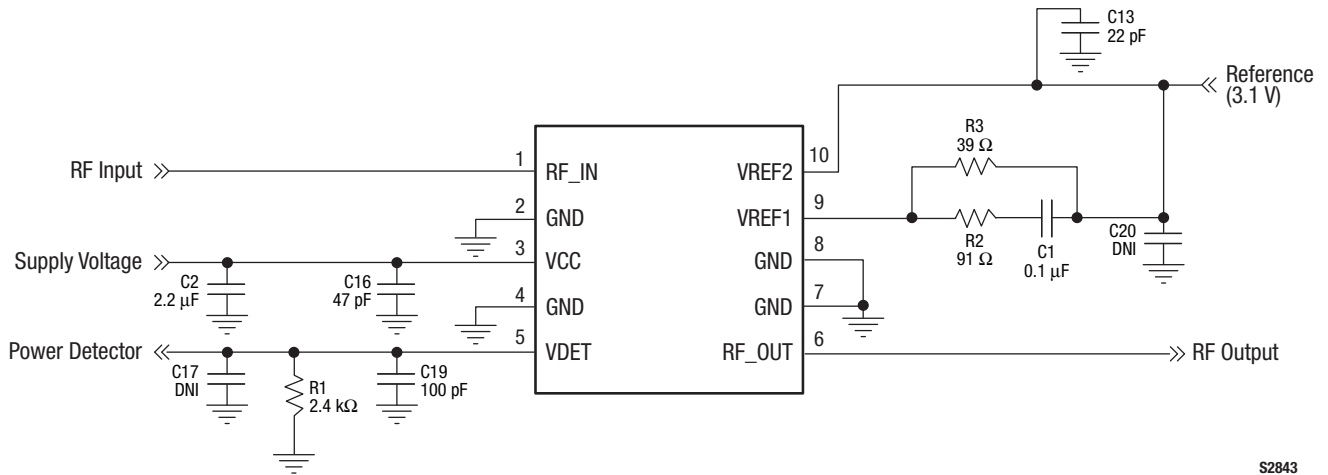 C13
22 pF
Reference
(3.1 V)
R3
39 Ω
RF Input
1
RF_IN
VREF2
10
2
GND
VREF1
9
R2
91 Ω
C1
0.1 μF
C20
DNI
Supply Voltage
3
VCC
GND
8
C2
2.2 μF
C16
47 pF
4
GND
GND
7
Power Detector
5
VDET
RF_OUT
6
RF Output
C17
DNI
R1
2.4 kΩ
C19
100 pF
S2843